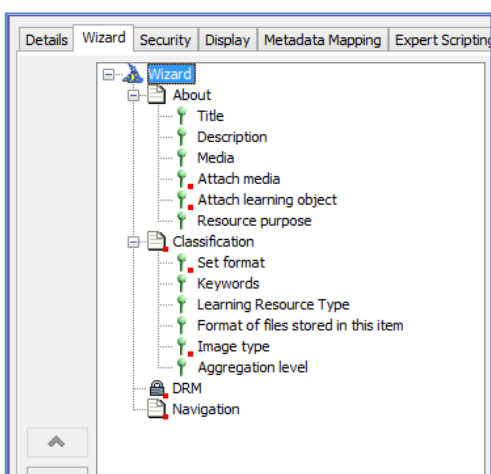 Details Wizard Security Display Metadata Mapping Expert Scripting
Wizard
About
Title
Description
Media
Attach media
Attach learning object
Resource purpose
Classification
Set format
Keywords
Learning Resource Type
Format of files stored in this item
Image type
Aggregation level
DRM
Navigation